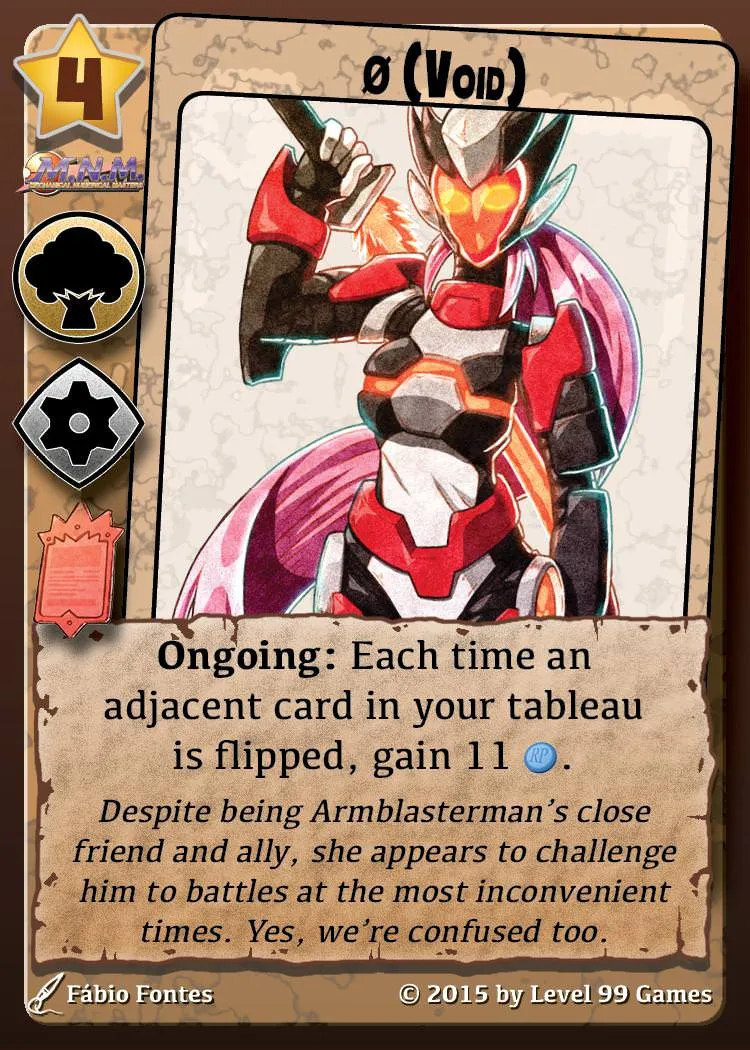 Ø (Void)
4
M.N.M.
MECHANICAL NUMERICAL MASTERS
Ongoing: Each time an
adjacent card in your tableau
is flipped, gain 11 RP.
Despite being Armblasterman's close
friend and ally, she appears to challenge
him to battles at the most inconvenient
times. Yes, we're confused too.
Fábio Fontes
© 2015 by Level 99 Games